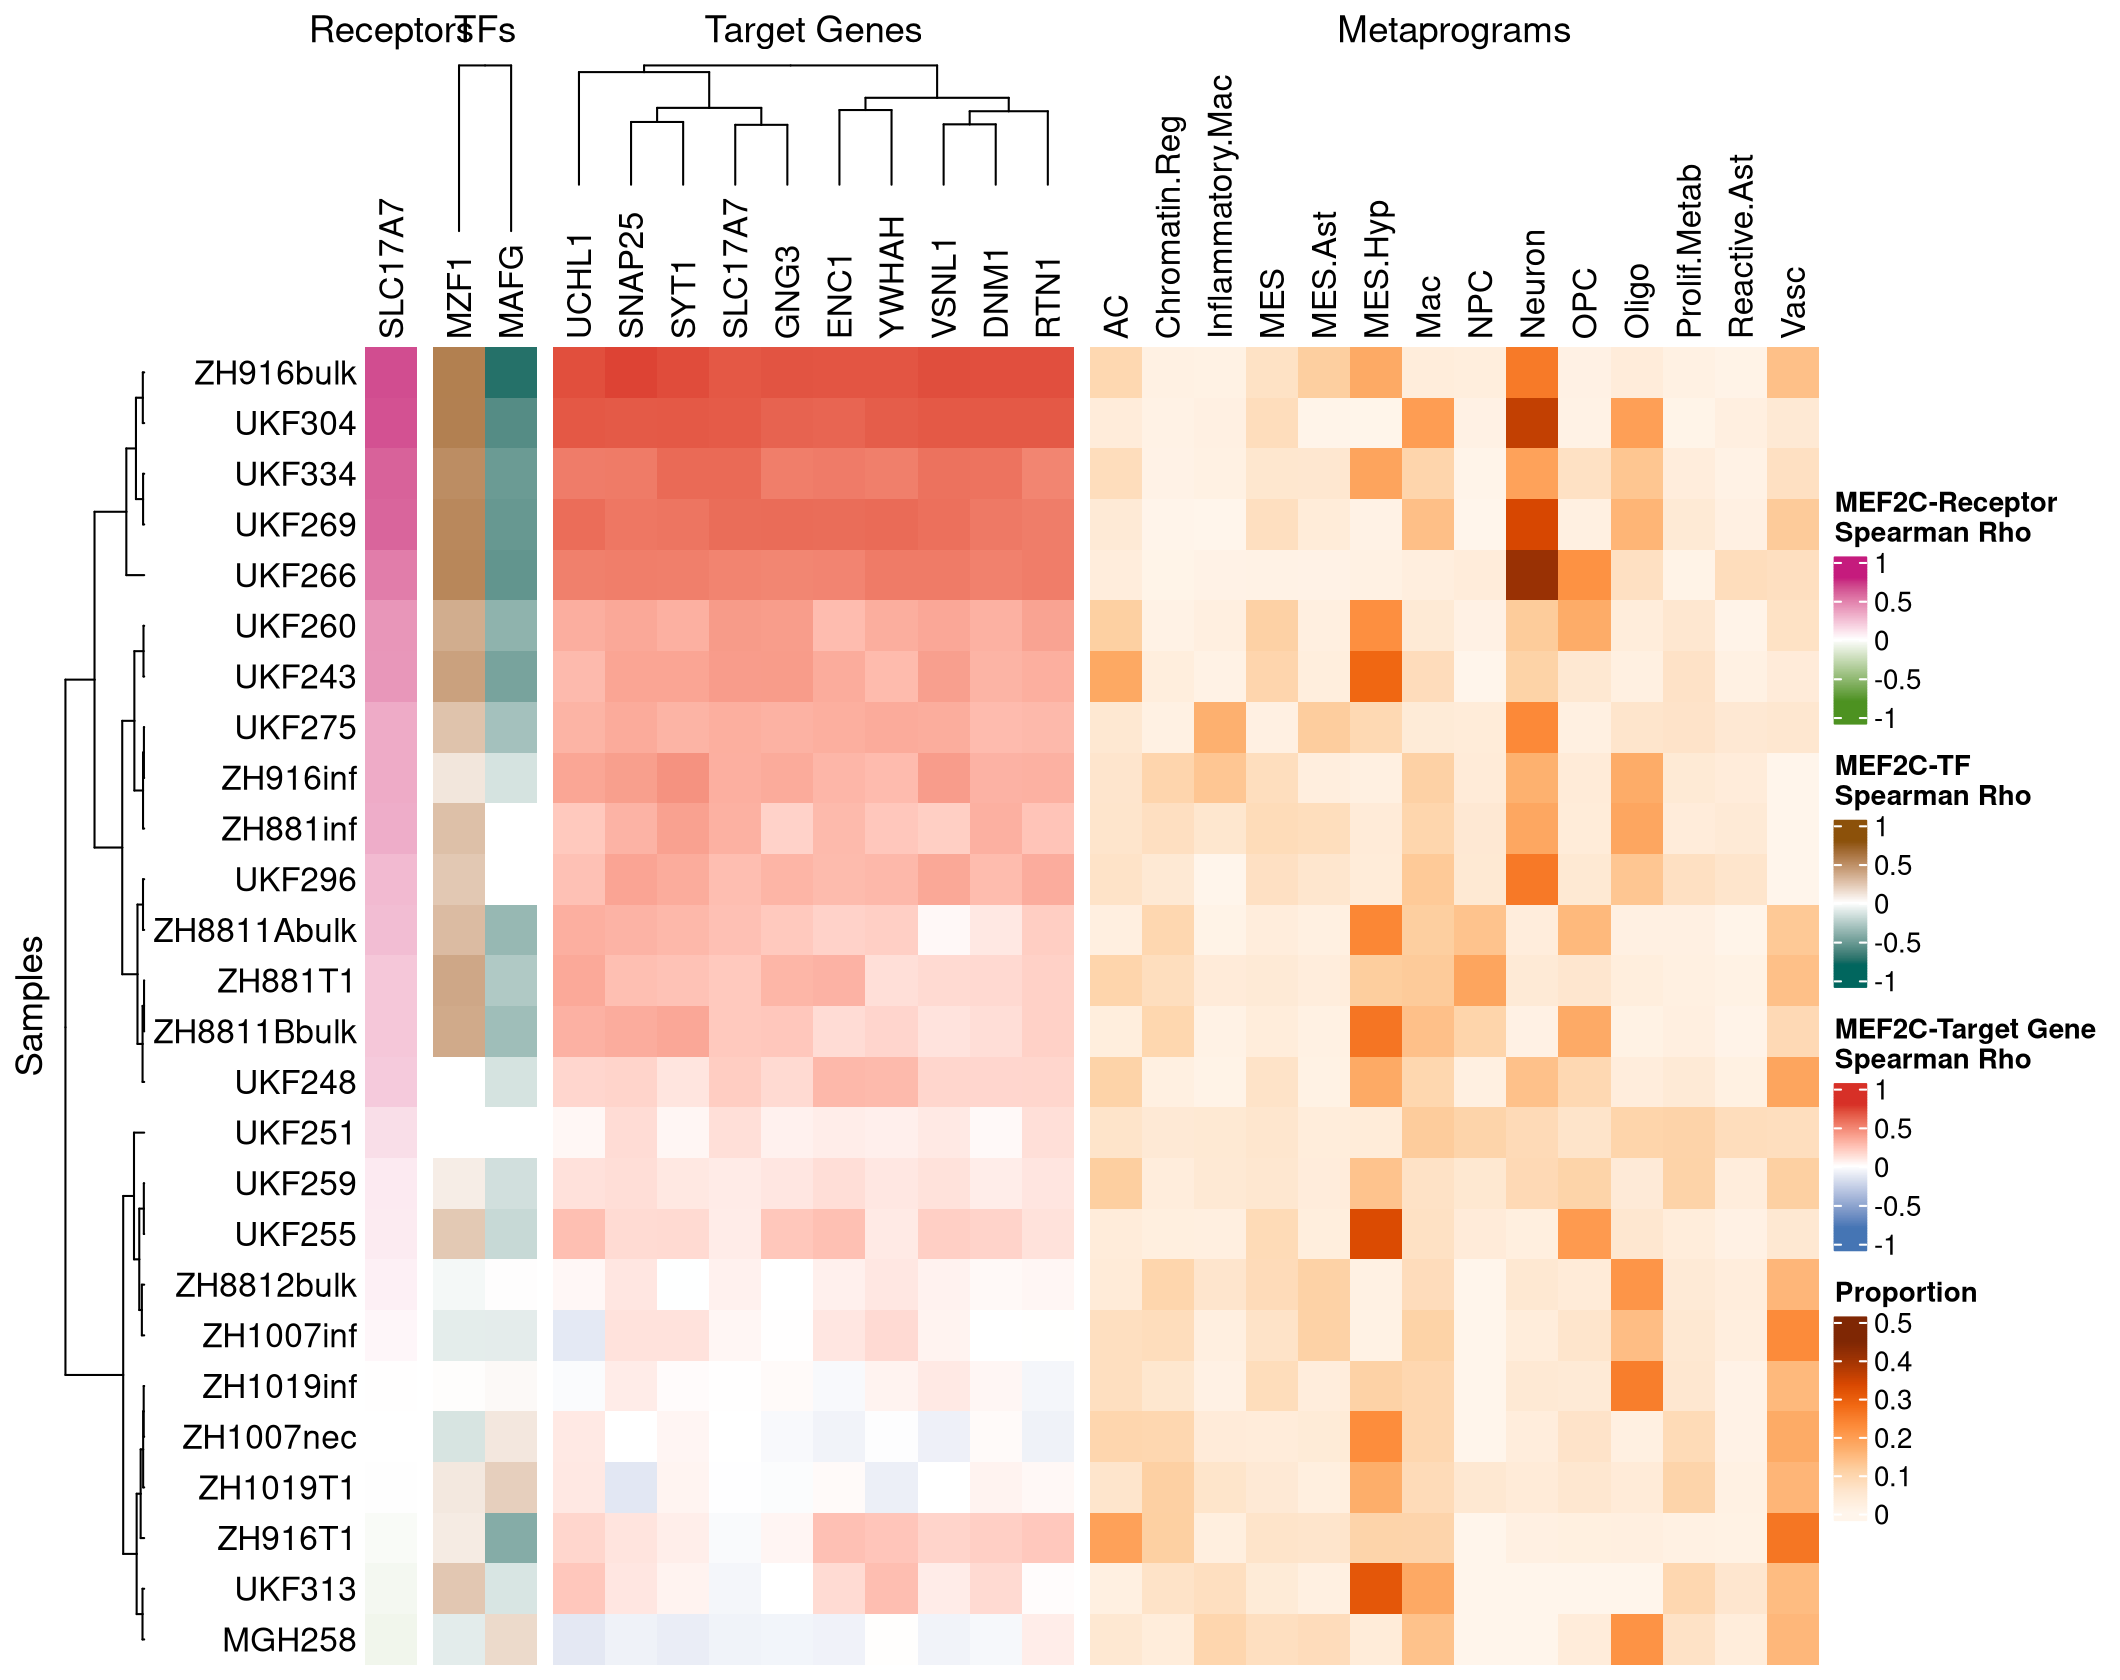 Receptors TFs Target Genes Metaprograms
SLC17A7 MZF1 MAFG UCHL1 SNAP25 SYT1 SLC17A7 GNG3 ENC1 YWHAH VSNL1 DNM1 RTN1 AC Chromatin.Reg Inflammatory.Mac MES MES.Ast MES.Hyp Mac NPC Neuron OPC Oligo Prolif.Metab Reactive.Ast Vasc
Samples
ZH916bulk
UKF304
UKF334
UKF269
UKF266
UKF260
UKF243
UKF275
ZH916inf
ZH881inf
UKF296
ZH8811Abulk
ZH881T1
ZH8811Bbulk
UKF248
UKF251
UKF259
UKF255
ZH8812bulk
ZH1007inf
ZH1019inf
ZH1007nec
ZH1019T1
ZH916T1
UKF313
MGH258
MEF2C-Receptor
Spearman Rho
1
0.5
0
-0.5
-1
MEF2C-TF
Spearman Rho
1
0.5
0
-0.5
-1
MEF2C-Target Gene
Spearman Rho
1
0.5
0
-0.5
-1
Proportion
0.5
0.4
0.3
0.2
0.1
0